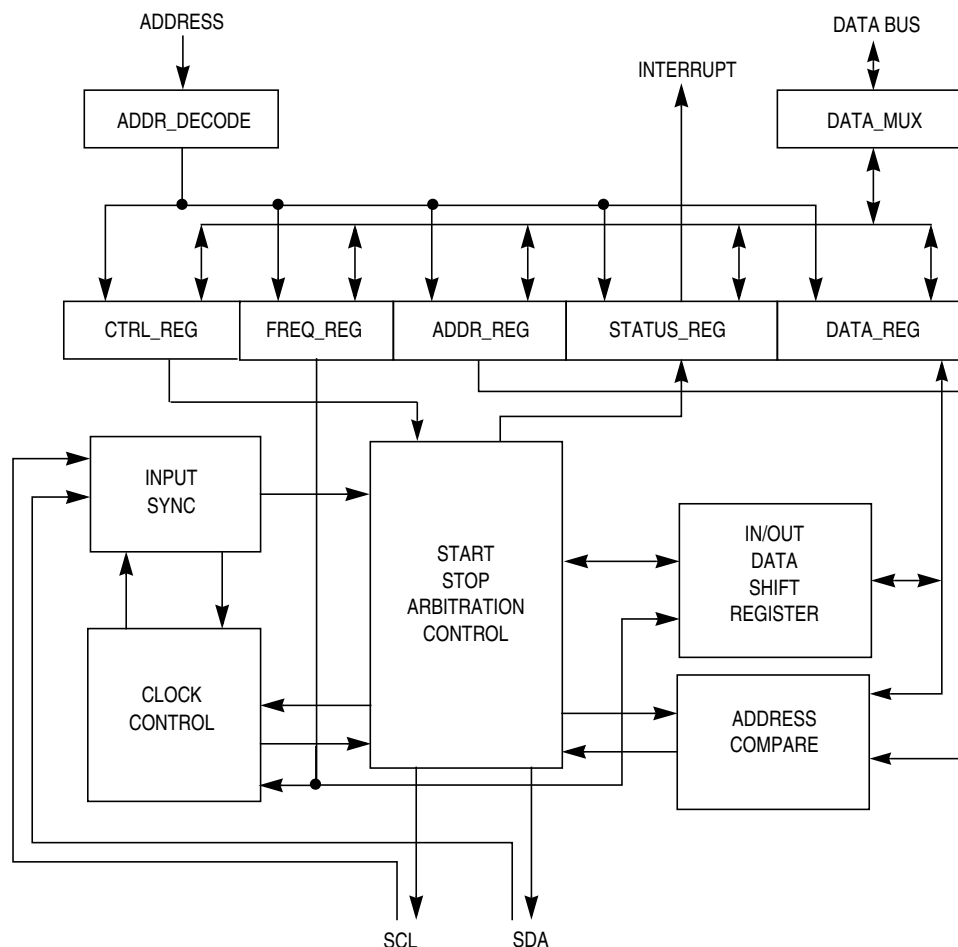 ADDRESS
DATA BUS
INTERRUPT
ADDR_DECODE
DATA_MUX
CTRL_REG
FREQ_REG
ADDR_REG
STATUS_REG
DATA_REG
INPUT
SYNC
START
STOP
ARBITRATION
CONTROL
IN/OUT
DATA
SHIFT
REGISTER
CLOCK
CONTROL
ADDRESS
COMPARE
SCL
SDA